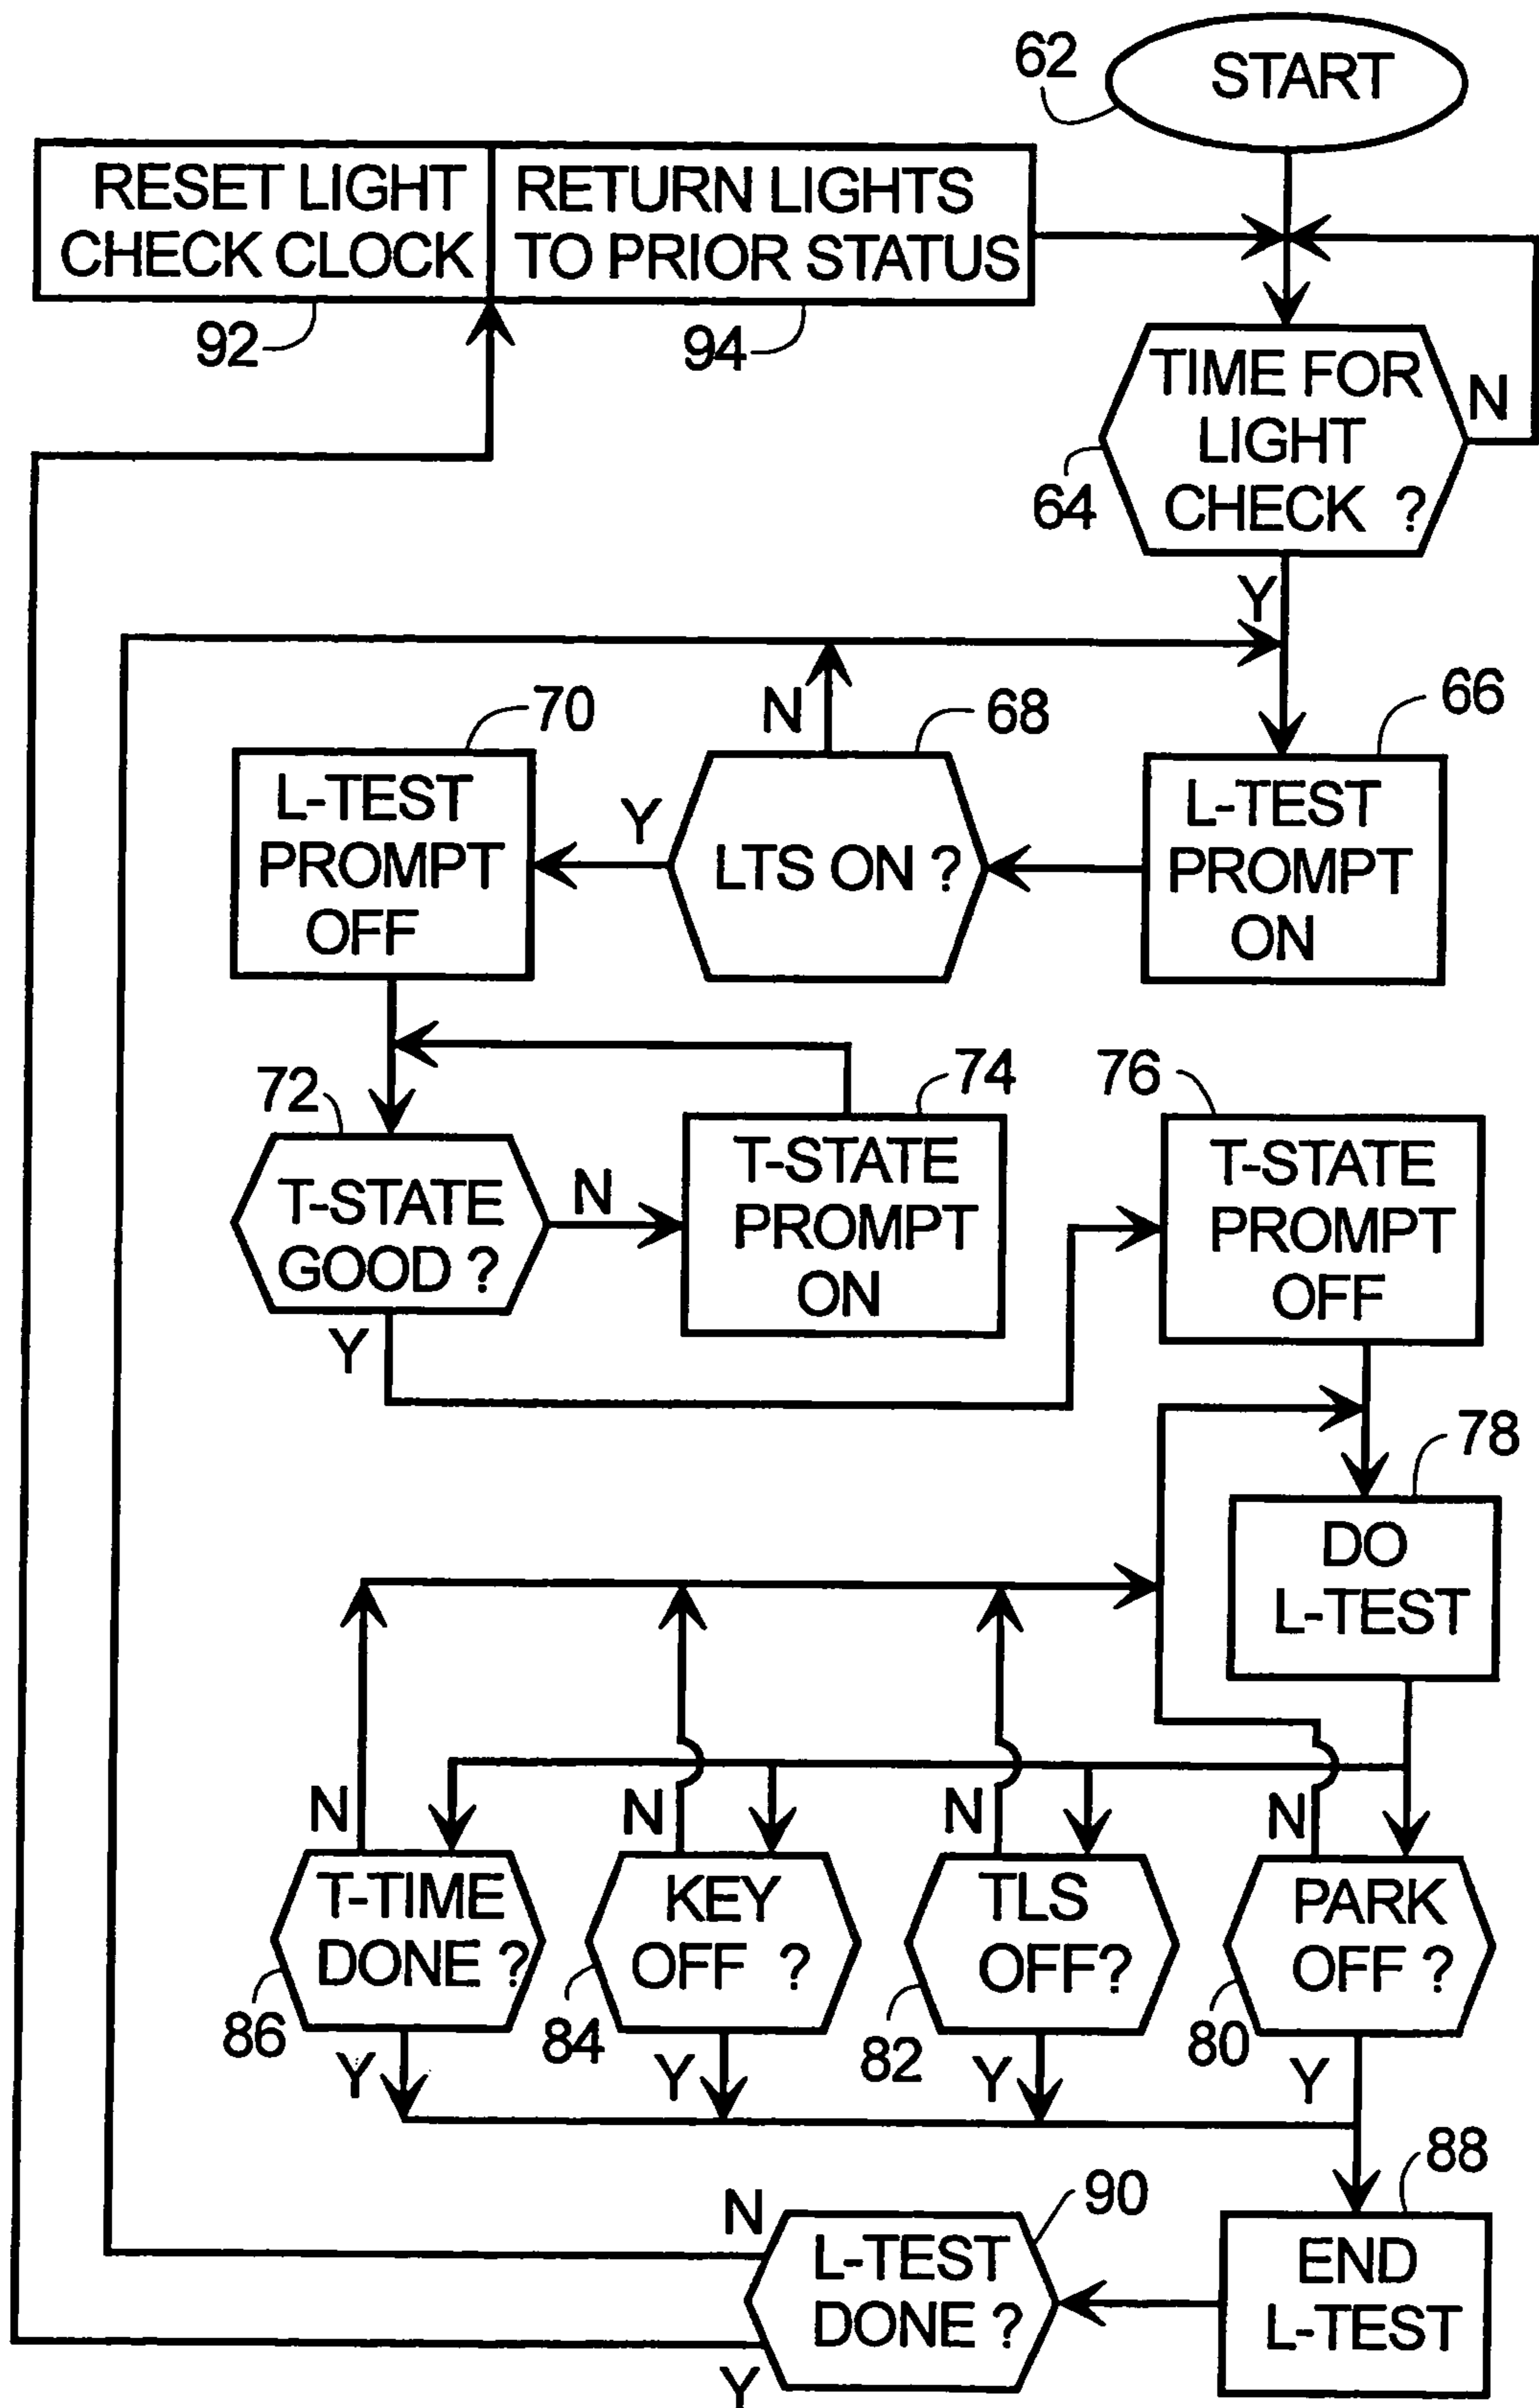 62
START
RESET LIGHT
CHECK CLOCK
RETURN LIGHTS
TO PRIOR STATUS
92
94
TIME FOR
LIGHT
CHECK ?
N
64
Y
70
N
68
66
L-TEST
PROMPT
OFF
Y
LTS ON ?
L-TEST
PROMPT
ON
72
74
76
T-STATE
GOOD ?
N
T-STATE
PROMPT
ON
T-STATE
PROMPT
OFF
Y
78
DO
L-TEST
N
N
N
N
T-TIME
DONE ?
KEY
OFF ?
TLS
OFF?
PARK
OFF ?
86
84
82
80
Y
Y
Y
Y
88
90
N
L-TEST
DONE ?
END
L-TEST
Y